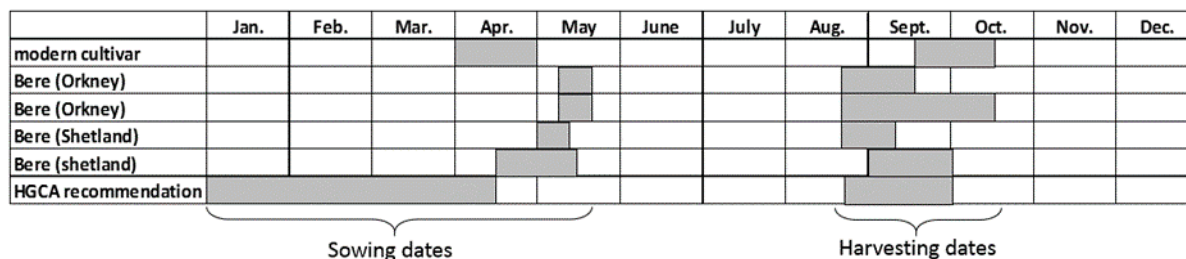 Jan. Feb. Mar. Apr. May June July Aug. Sept. Oct. Nov. Dec.
modern cultivar
Bere (Orkney)
Bere (Orkney)
Bere (Shetland)
Bere (shetland)
HGCA recommendation
Sowing dates Harvesting dates